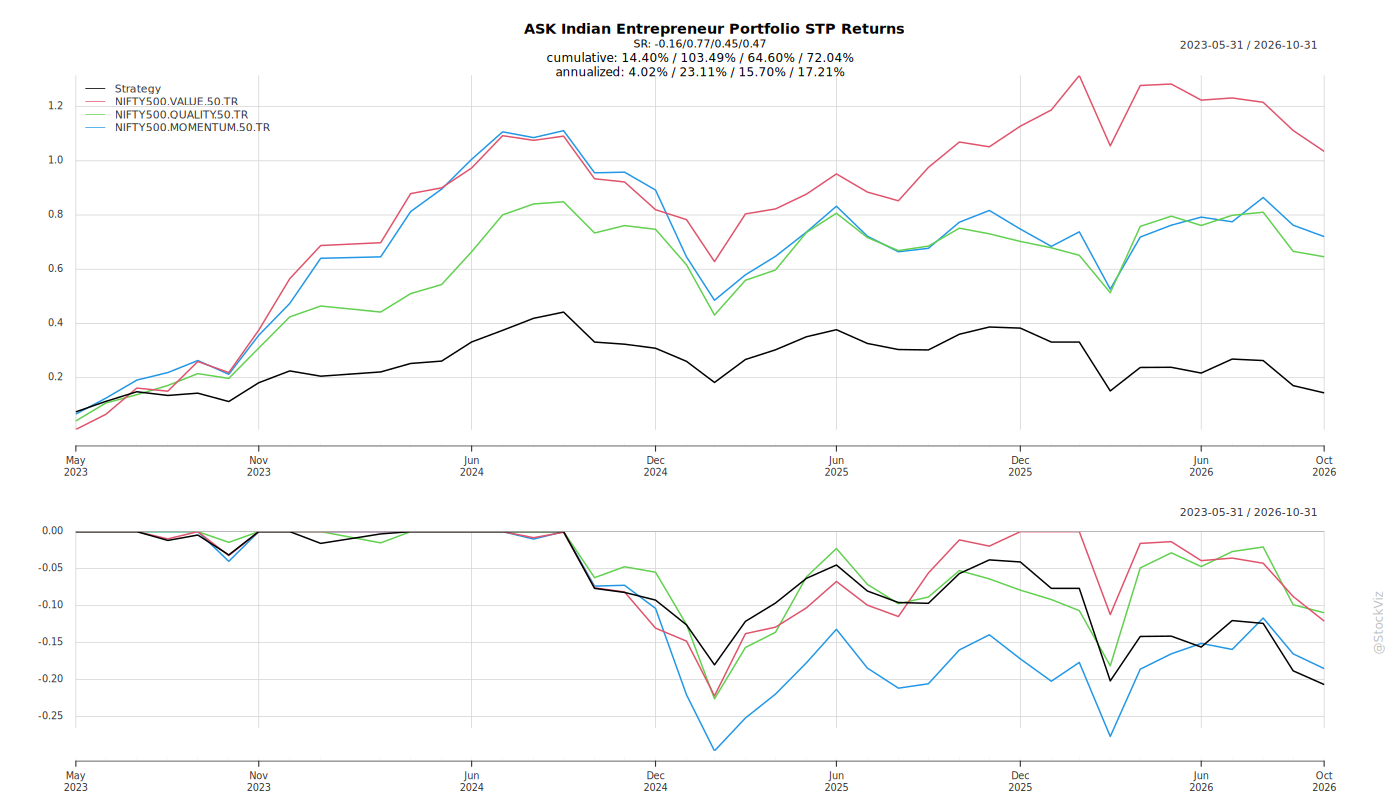 ASK Indian Entrepreneur Portfolio STP Returns
SR: -0.16/0.77/0.45/0.47
cumulative: 14.40% / 103.49% / 64.60% / 72.04%
annualized: 4.02% / 23.11% / 15.70% / 17.21%
2023-05-31 / 2026-10-31
Strategy
NIFTY500.VALUE.50.TR
NIFTY500.QUALITY50.TR
NIFTY500.MOMENTUM.50.TR
1.2
1.0
0.8
0.6
0.4
0.2
May Nov Jun Dec Jun Dec Jun Oct
2023 2023 2024 2024 2025 2025 2026 2026
2023-05-31 / 2026-10-31
0.00
-0.05
-0.10
-0.15
-0.20
-0.25
May Nov Jun Dec Jun Dec Jun Oct
2023 2023 2024 2024 2025 2025 2026 2026
@StockViz